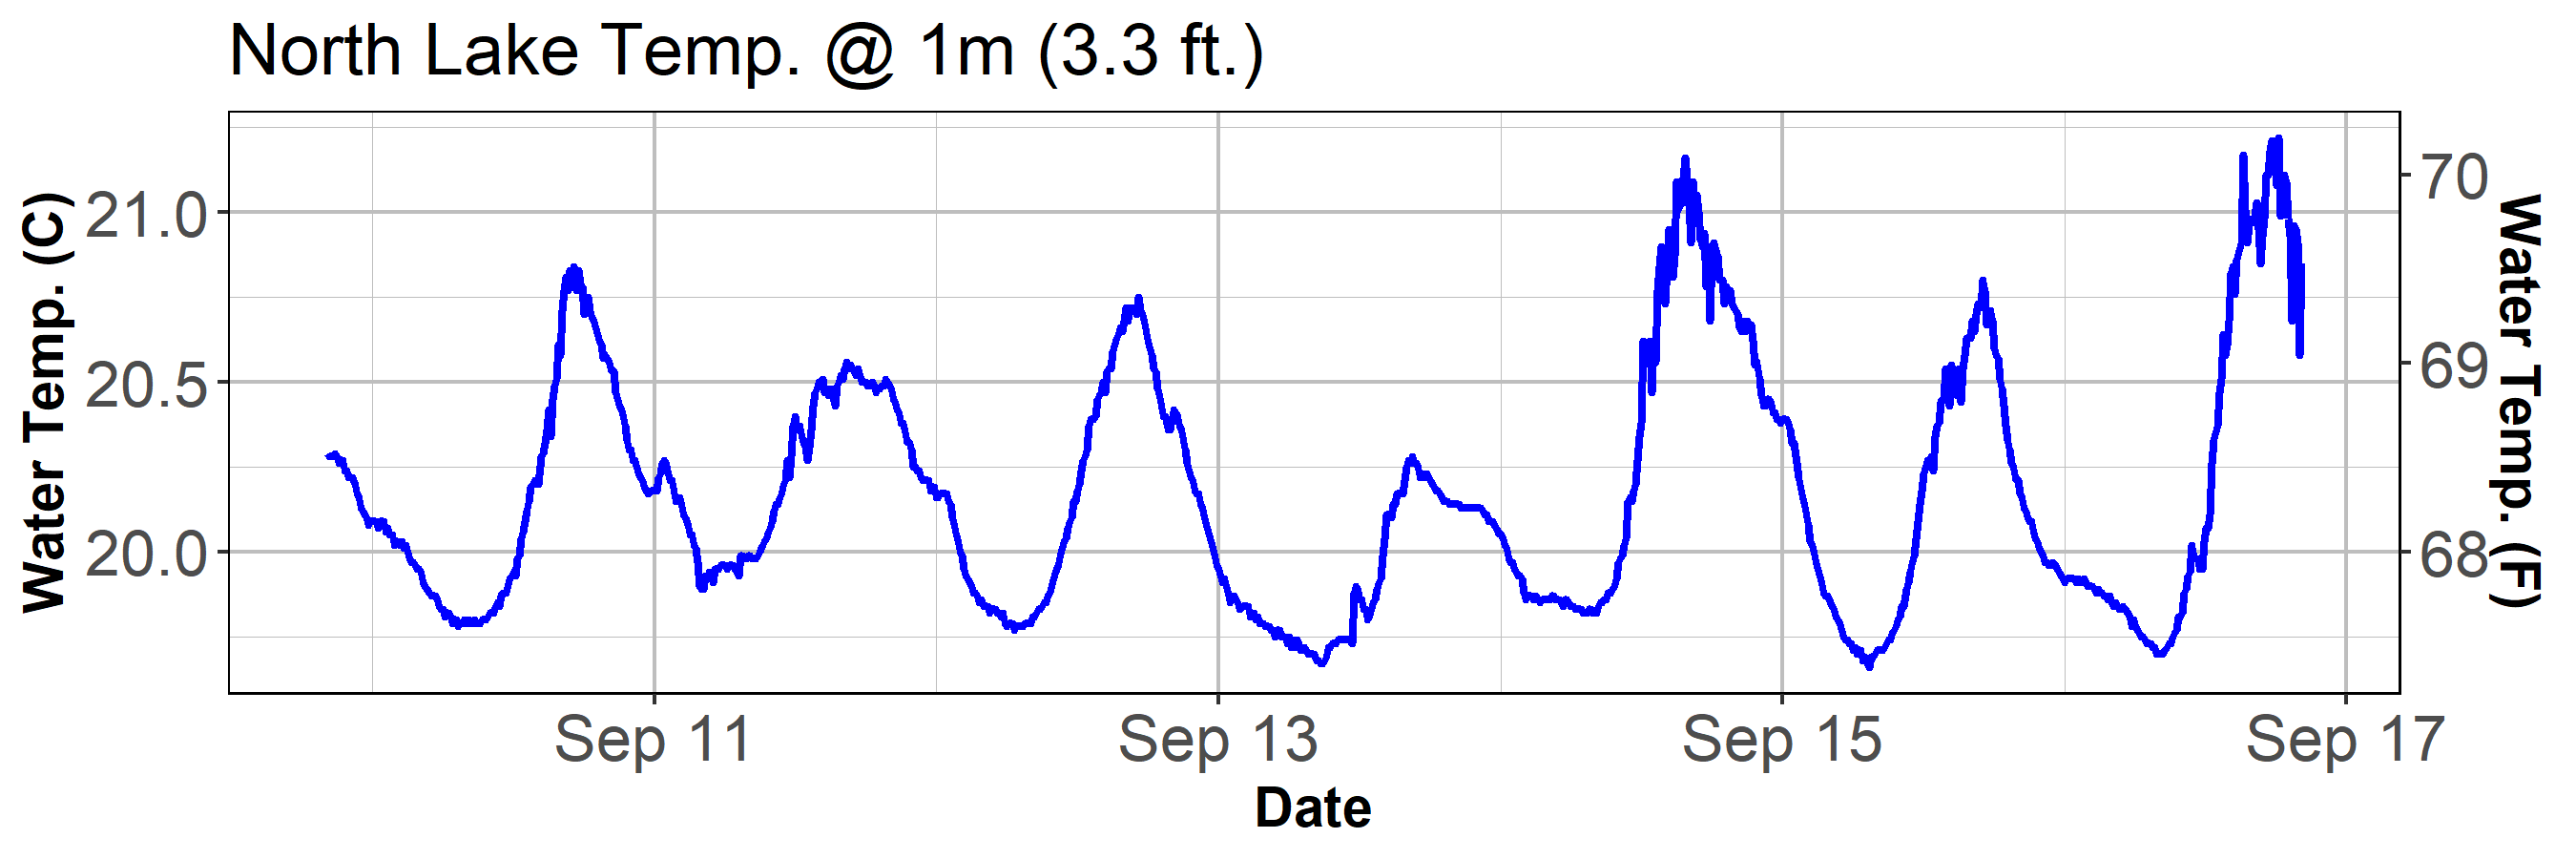 North Lake Temp. @ 1m (3.3 ft.)
Water Temp. (C)
21.0
20.5
20.0
70
69
68
Water Temp. (F)
Sep 11 Sep 13 Sep 15 Sep 17
Date